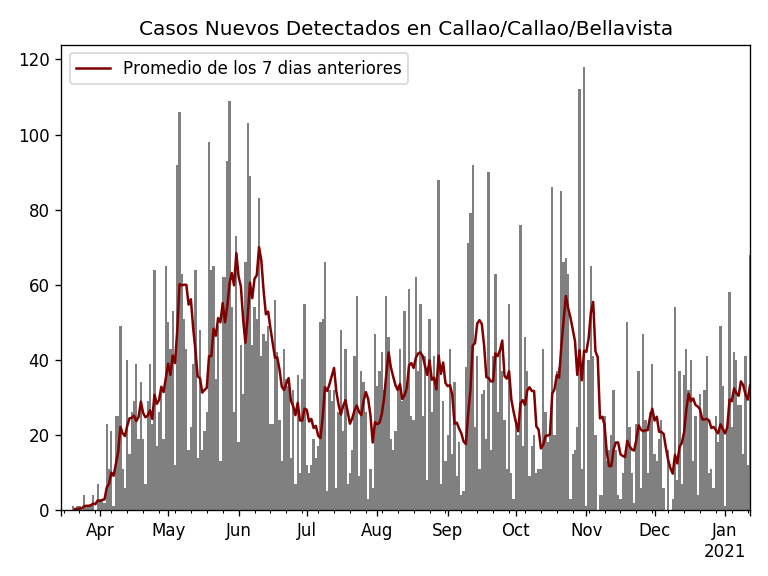 Casos Nuevos Detectados en Callao/Callao/Bellavista
Promedio de los 7 dias anteriores
120
100
80
60
40
20
0
Apr May Jun Jul Aug Sep Oct Nov Dec Jan
2021